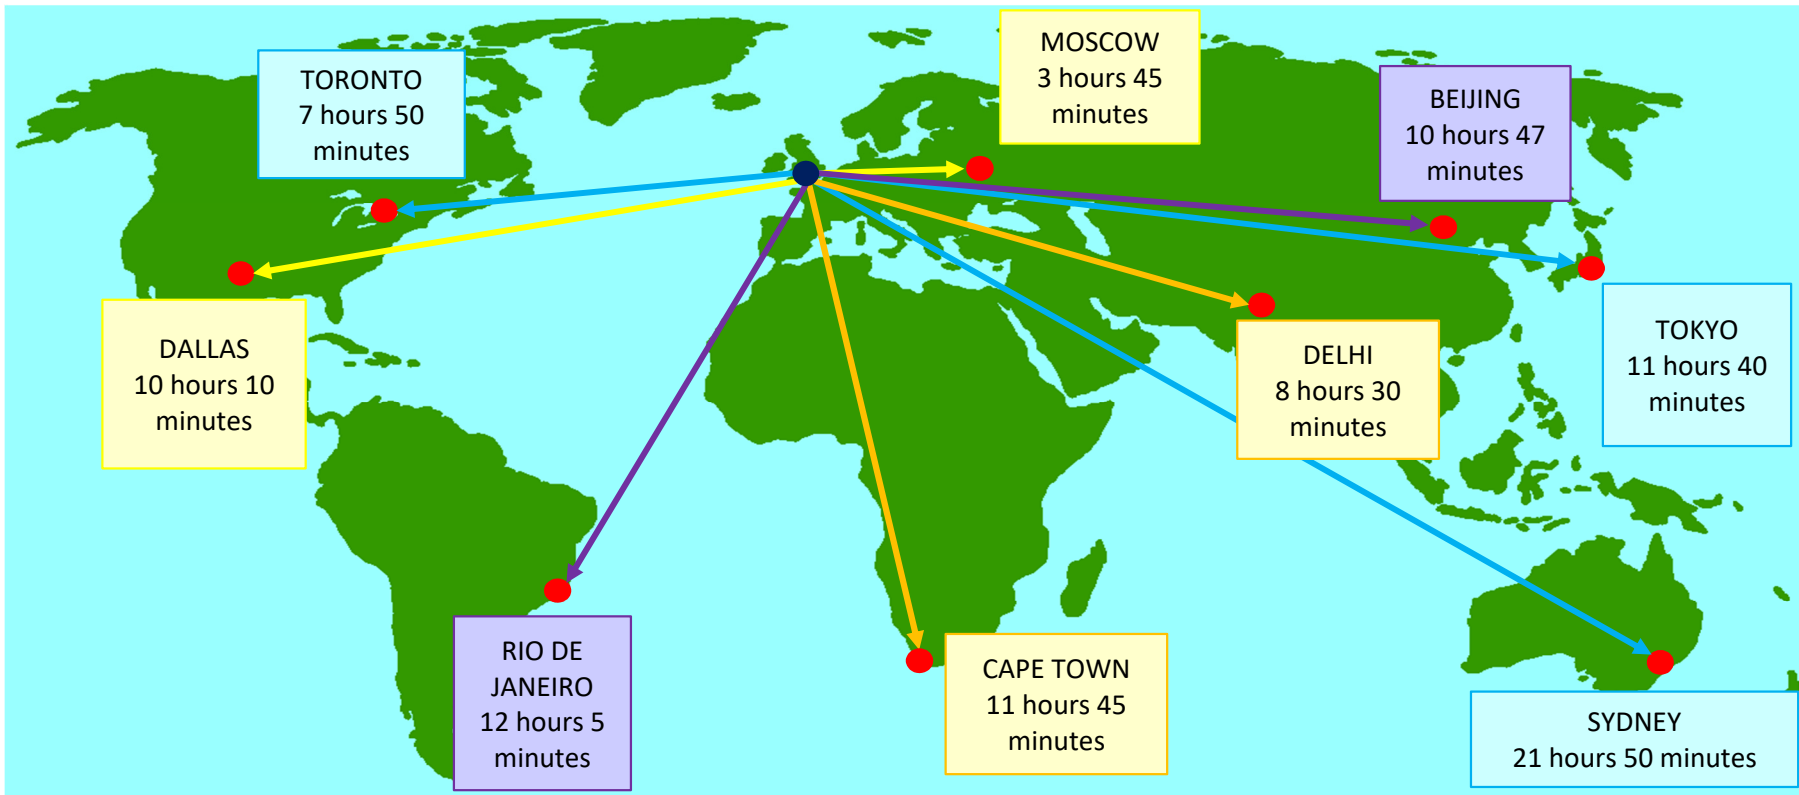 MOSCOW
3 hours 45
minutes
TORONTO
7 hours 50
minutes
BEIJING
10 hours 47
minutes
DALLAS
10 hours 10
minutes
DELHI
8 hours 30
minutes
TOKYO
11 hours 40
minutes
RIO DE
JANEIRO
12 hours 5
minutes
CAPE TOWN
11 hours 45
minutes
SYDNEY
21 hours 50 minutes